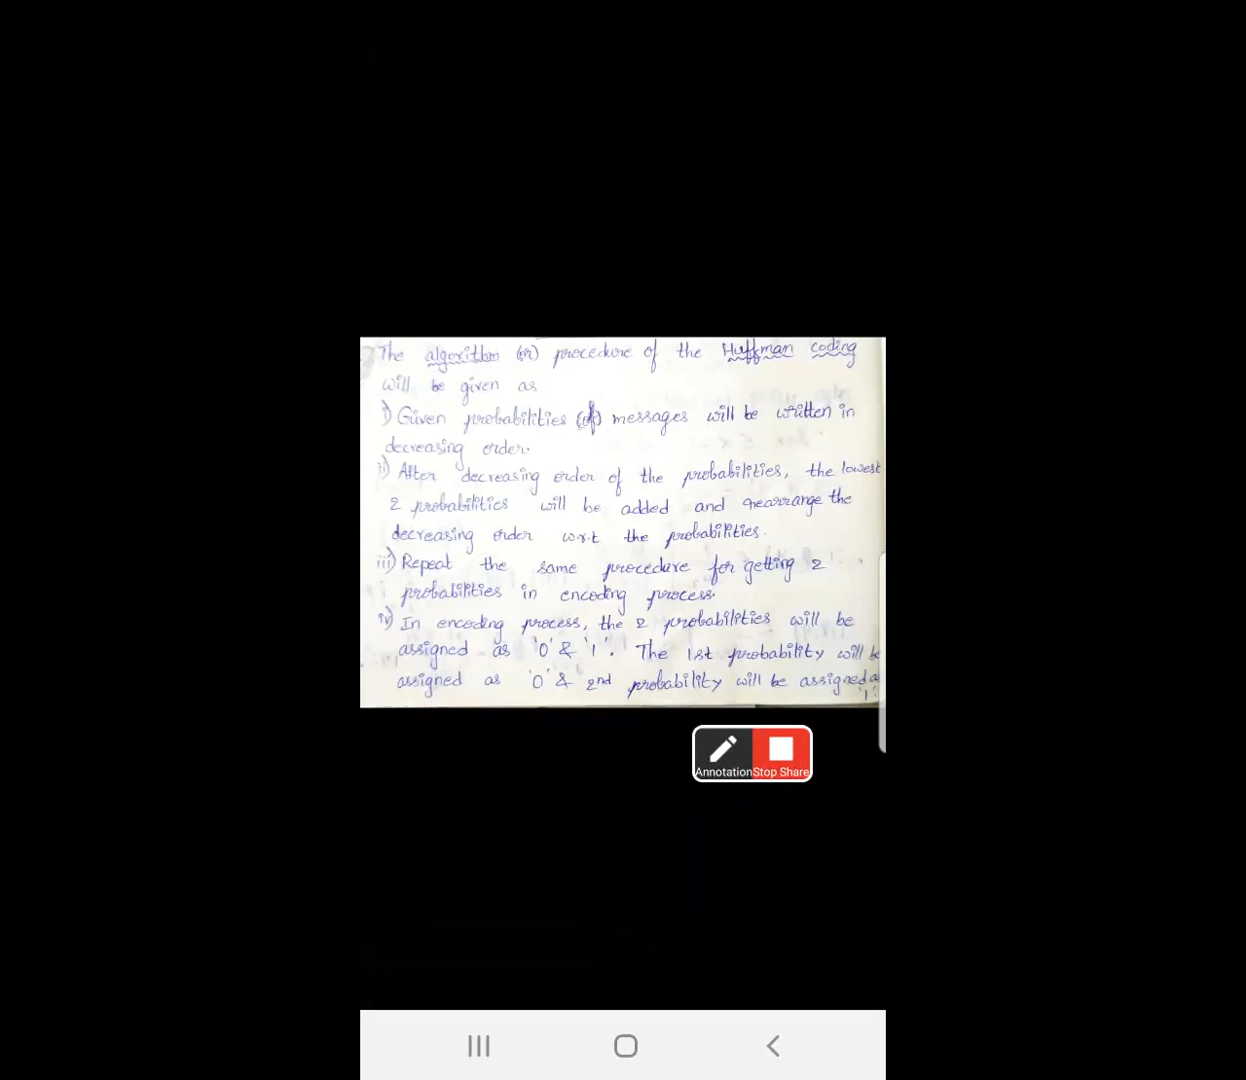 The algorithm (or) procedure of the Huffman coding
will be given as
i) Given probabilities (of) messages will be written in
decreasing order.
ii) After decreasing order of the probabilities, the lowest
2 probabilities will be added and rearrange the
decreasing order w.r.t the probabilities.
iii) Repeat the same procedure for getting 2
probabilities in encoding process.
iv) In encoding process, the 2 probabilities will be
assigned as '0' & '1'. The 1st probability will be
assigned as '0' & 2nd probability will be assigned a
'1'.
Annotation Stop Share